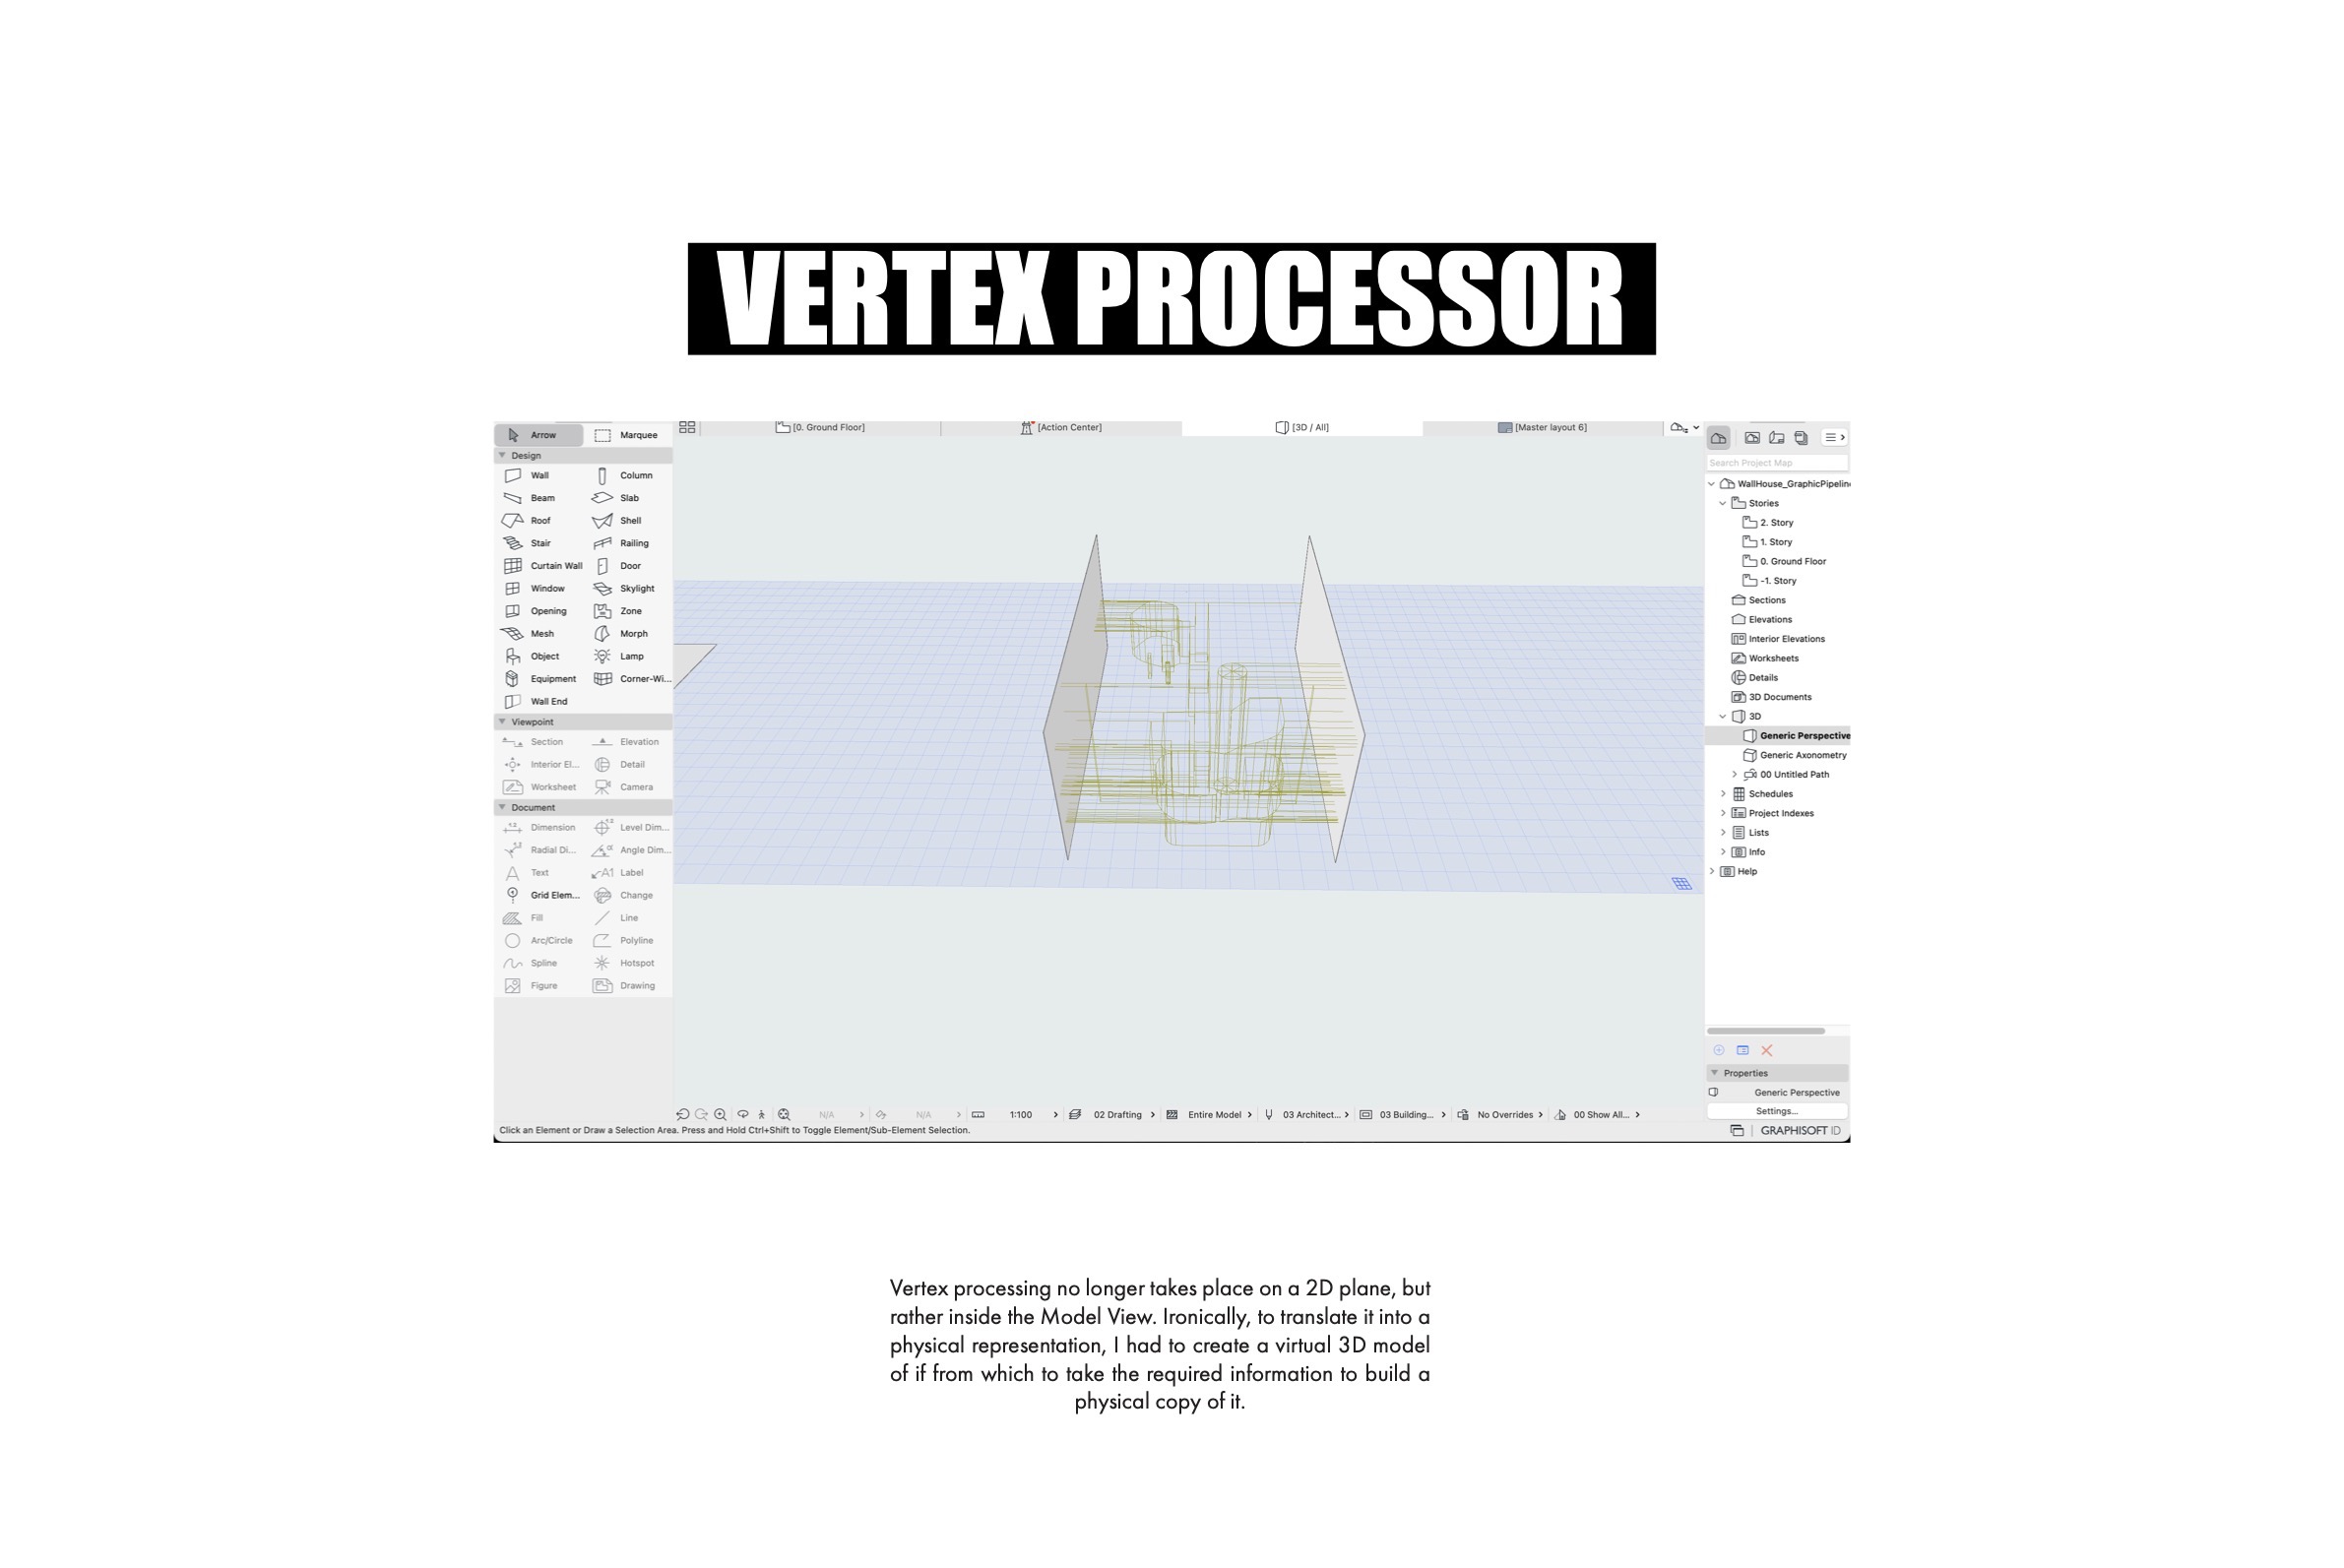 VERTEX PROCESSOR
Arrow Marquee
[0. Ground Floor] [Action Center] [3D / All] [Master layout 6]
Design
Wall Column
Beam Slab
Roof Shell
Stair Railing
Curtain Wall Door
Window Skylight
Opening Zone
Mesh Morph
Object Lamp
Equipment Corner-Wi...
Wall End
Viewpoint
Section Elevation
Interior El... Detail
Worksheet Camera
Document
Dimension Level Dim...
Radial Di... Angle Dim...
Text Label
Grid Elem... Change
Fill Line
Arc/Circle Polyline
Spline Hotspot
Figure Drawing
Search Project Map
WallHouse_GraphicPipelin
Stories
2. Story
1. Story
0. Ground Floor
-1. Story
Sections
Elevations
Interior Elevations
Worksheets
Details
3D Documents
3D
Generic Perspective
Generic Axonometry
00 Untitled Path
Schedules
Project Indexes
Lists
Info
Help
Properties
Generic Perspective
Settings...
N/A N/A 1:100 02 Drafting Entire Model 03 Architect... 03 Building... No Overrides 00 Show All...
Click an Element or Draw a Selection Area. Press and Hold Ctrl+Shift to Toggle Element/Sub-Element Selection.
GRAPHISOFT ID
Vertex processing no longer takes place on a 2D plane, but
rather inside the Model View. Ironically, to translate it into a
physical representation, I had to create a virtual 3D model
of if from which to take the required information to build a
physical copy of it.